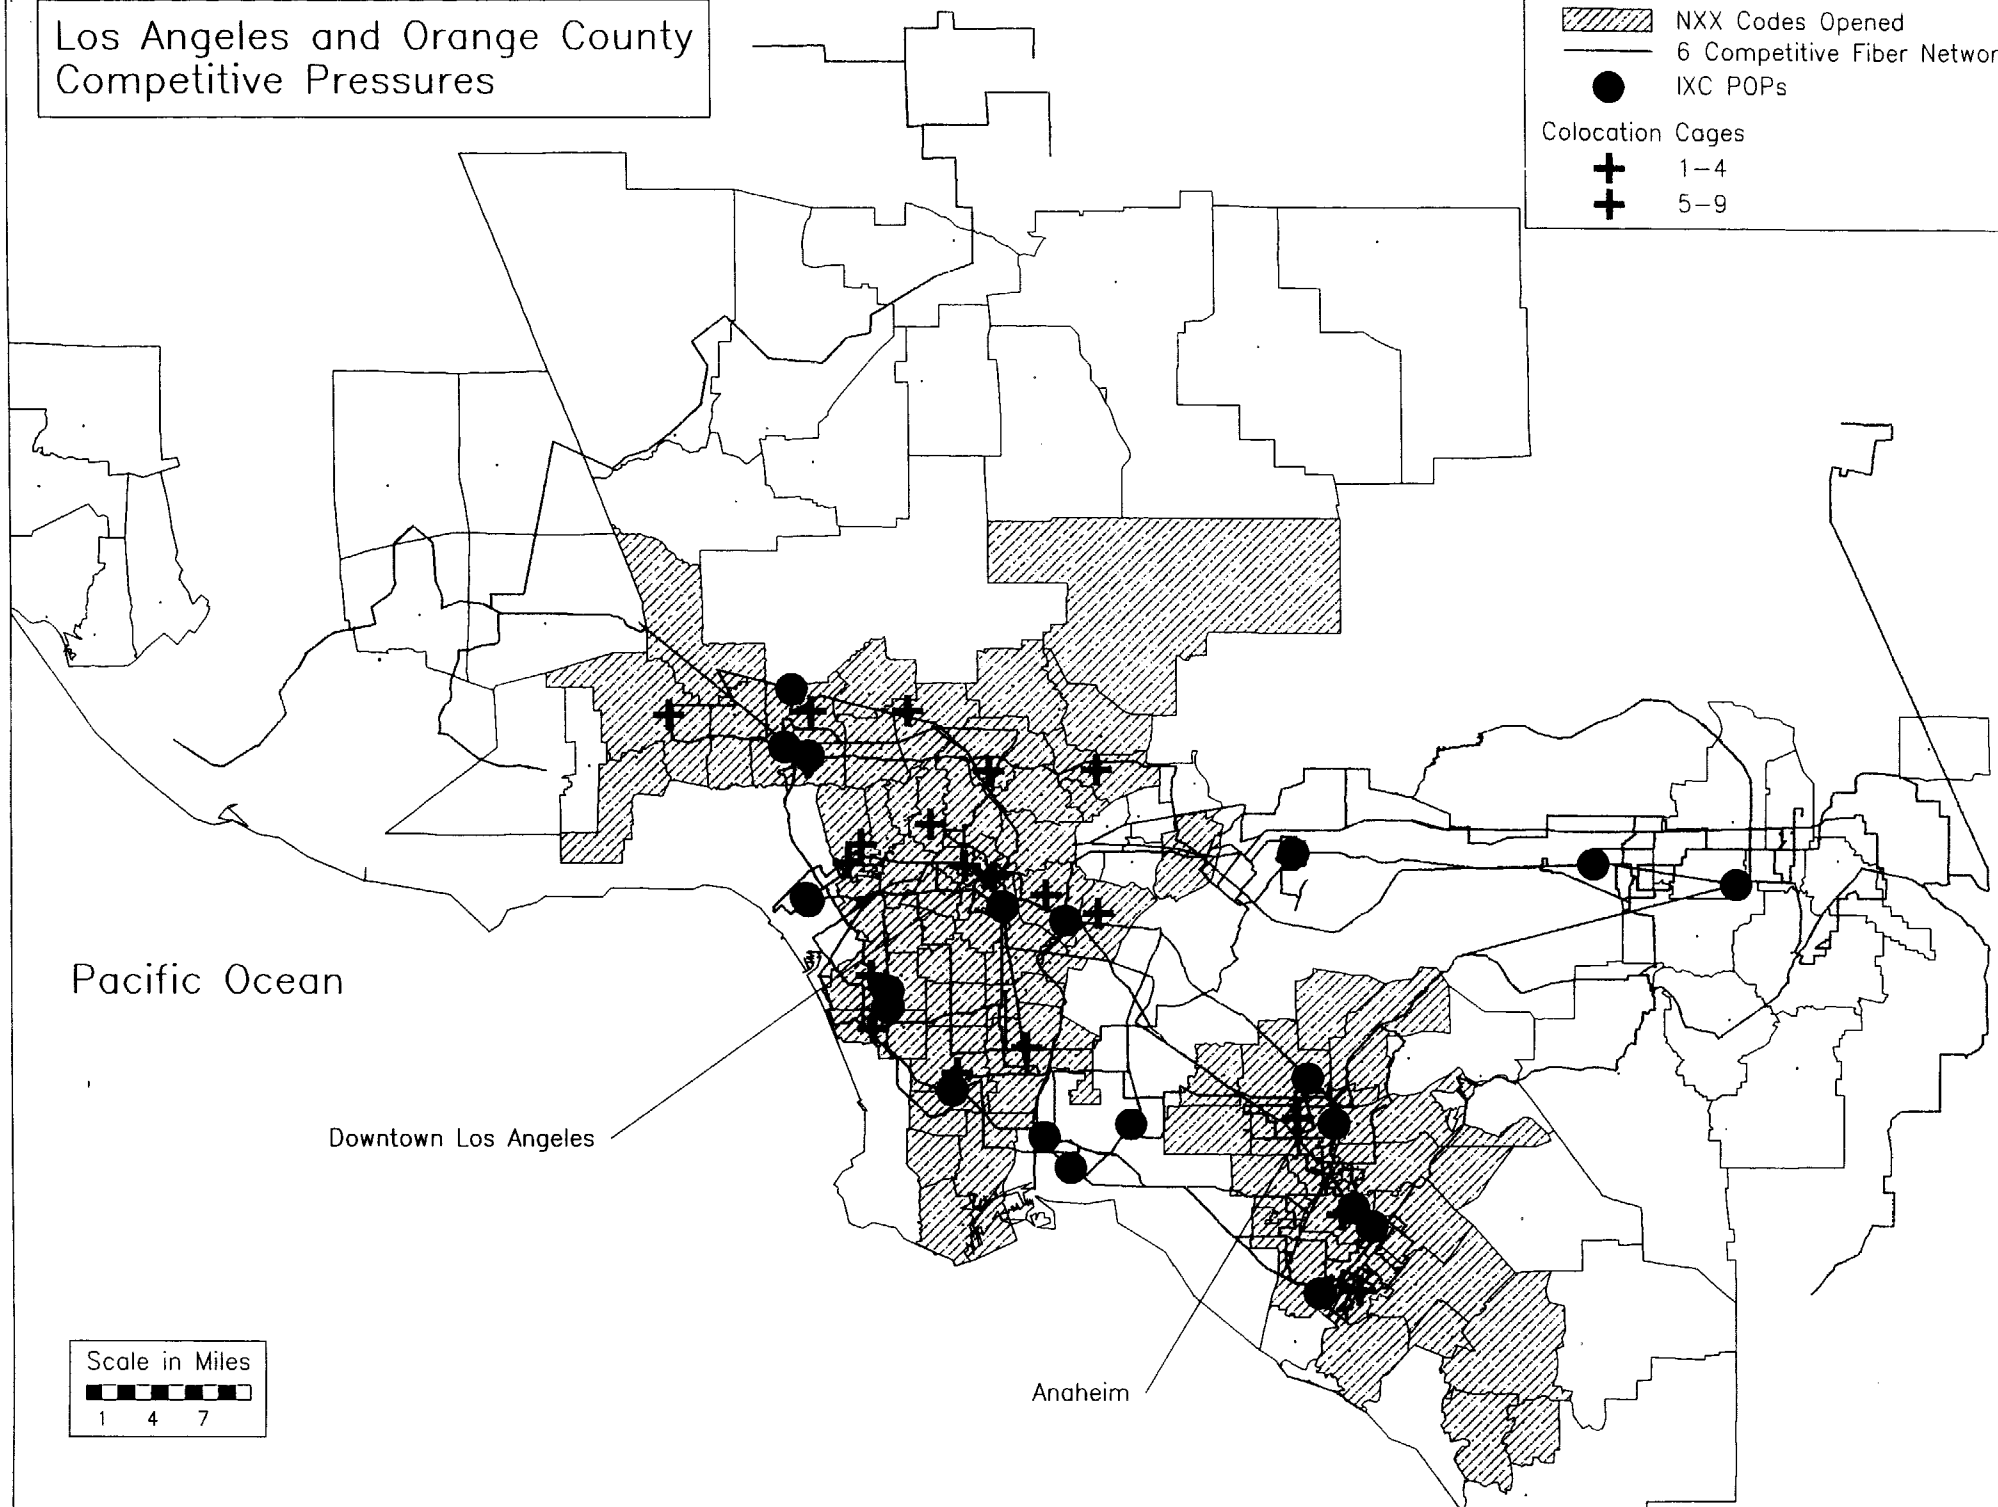 Los Angeles and Orange County
Competitive Pressures
NXX Codes Opened
6 Competitive Fiber
IXC POPs
Colocation Cages
1-4
5-9
Pacific Ocean
Downtown Los Angeles
Anaheim
Scale in Miles
1 4 7